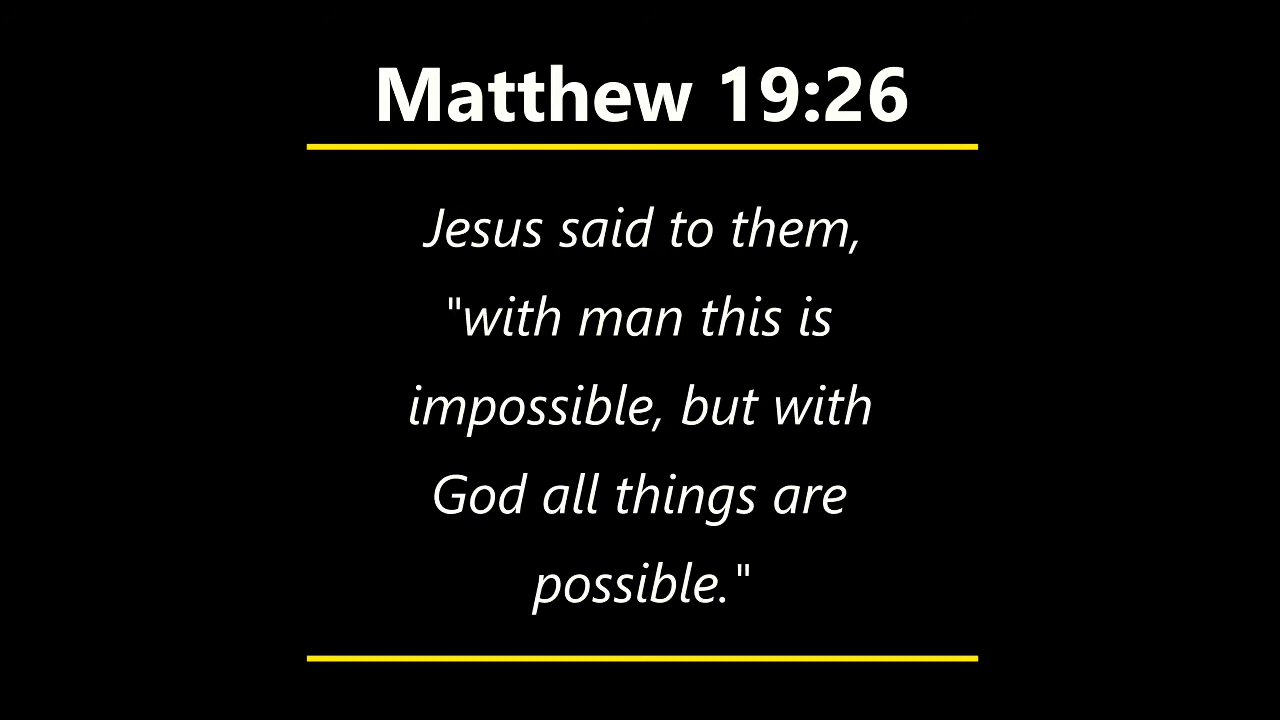 Matthew 19:26
Jesus said to them,
"with man this is
impossible, but with
God all things are
possible."